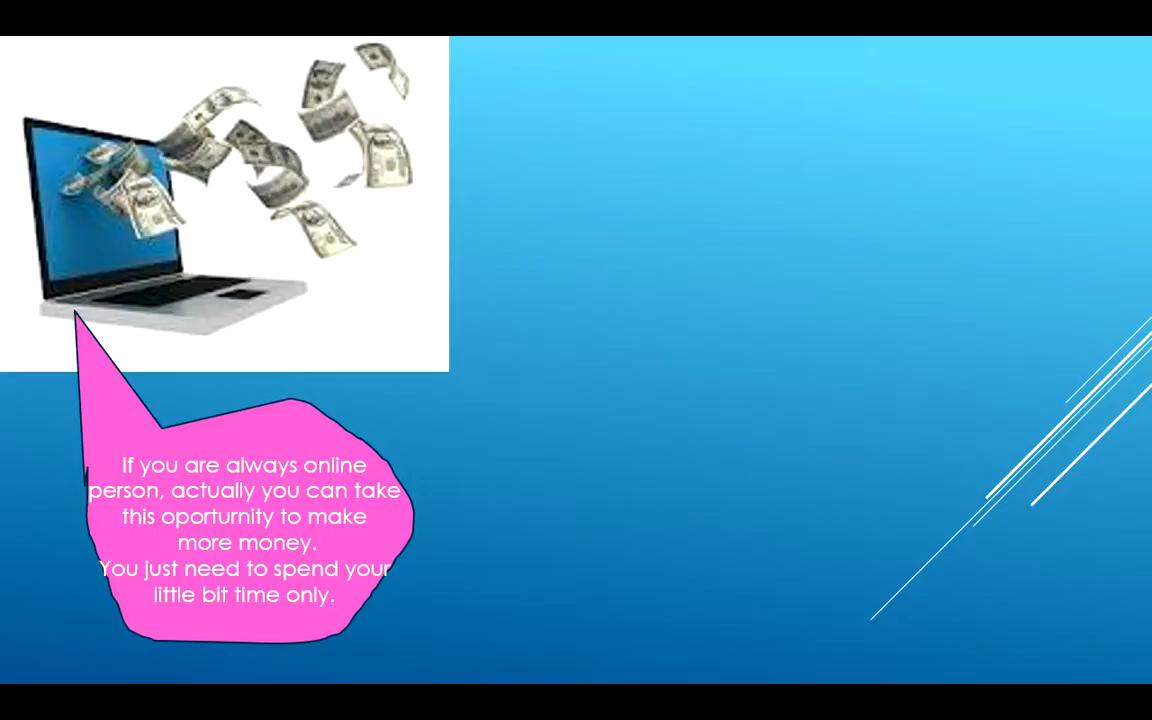 If you are always online
person, actually you can take
this oporturnity to make
more money.
You just need to spend your
little bit time only.